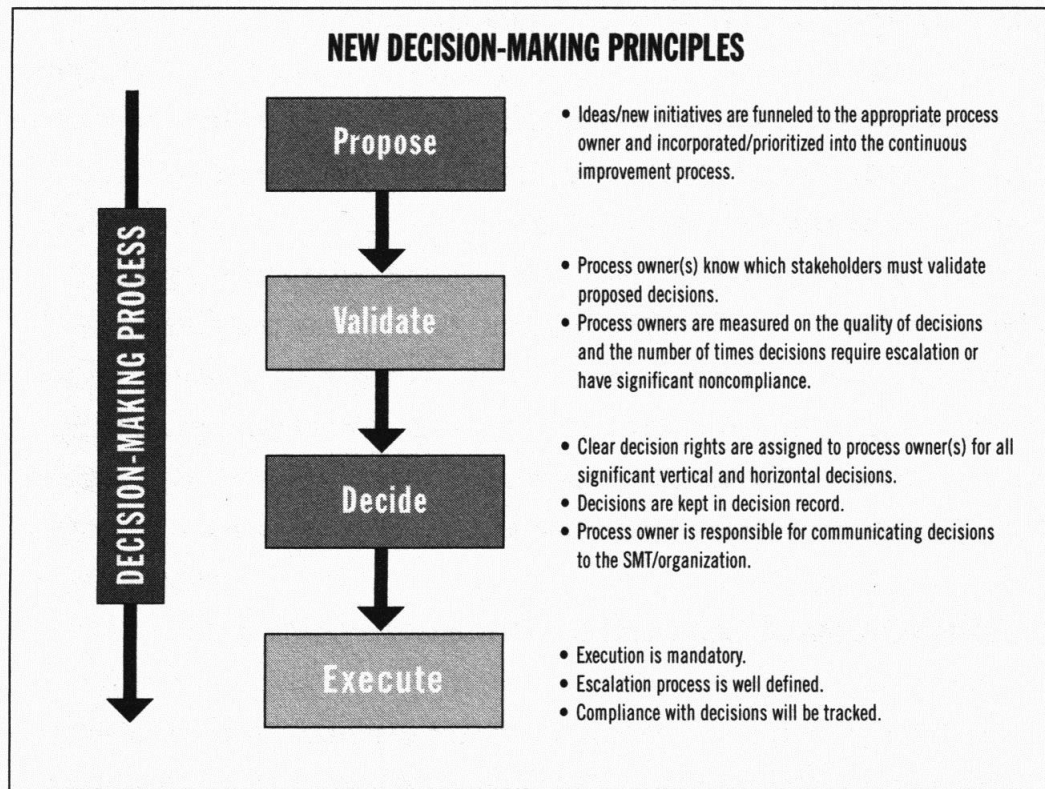 NEW DECISION-MAKING PRINCIPLES
DECISION-MAKING PROCESS
Propose
• Ideas/new initiatives are funneled to the appropriate process
owner and incorporated/prioritized into the continuous
improvement process.
Validate
• Process owner(s) know which stakeholders must validate
proposed decisions.
• Process owners are measured on the quality of decisions
and the number of times decisions require escalation or
have significant noncompliance.
Decide
• Clear decision rights are assigned to process owner(s) for all
significant vertical and horizontal decisions.
• Decisions are kept in decision record.
• Process owner is responsible for communicating decisions
to the SMT/organization.
Execute
• Execution is mandatory.
• Escalation process is well defined.
• Compliance with decisions will be tracked.